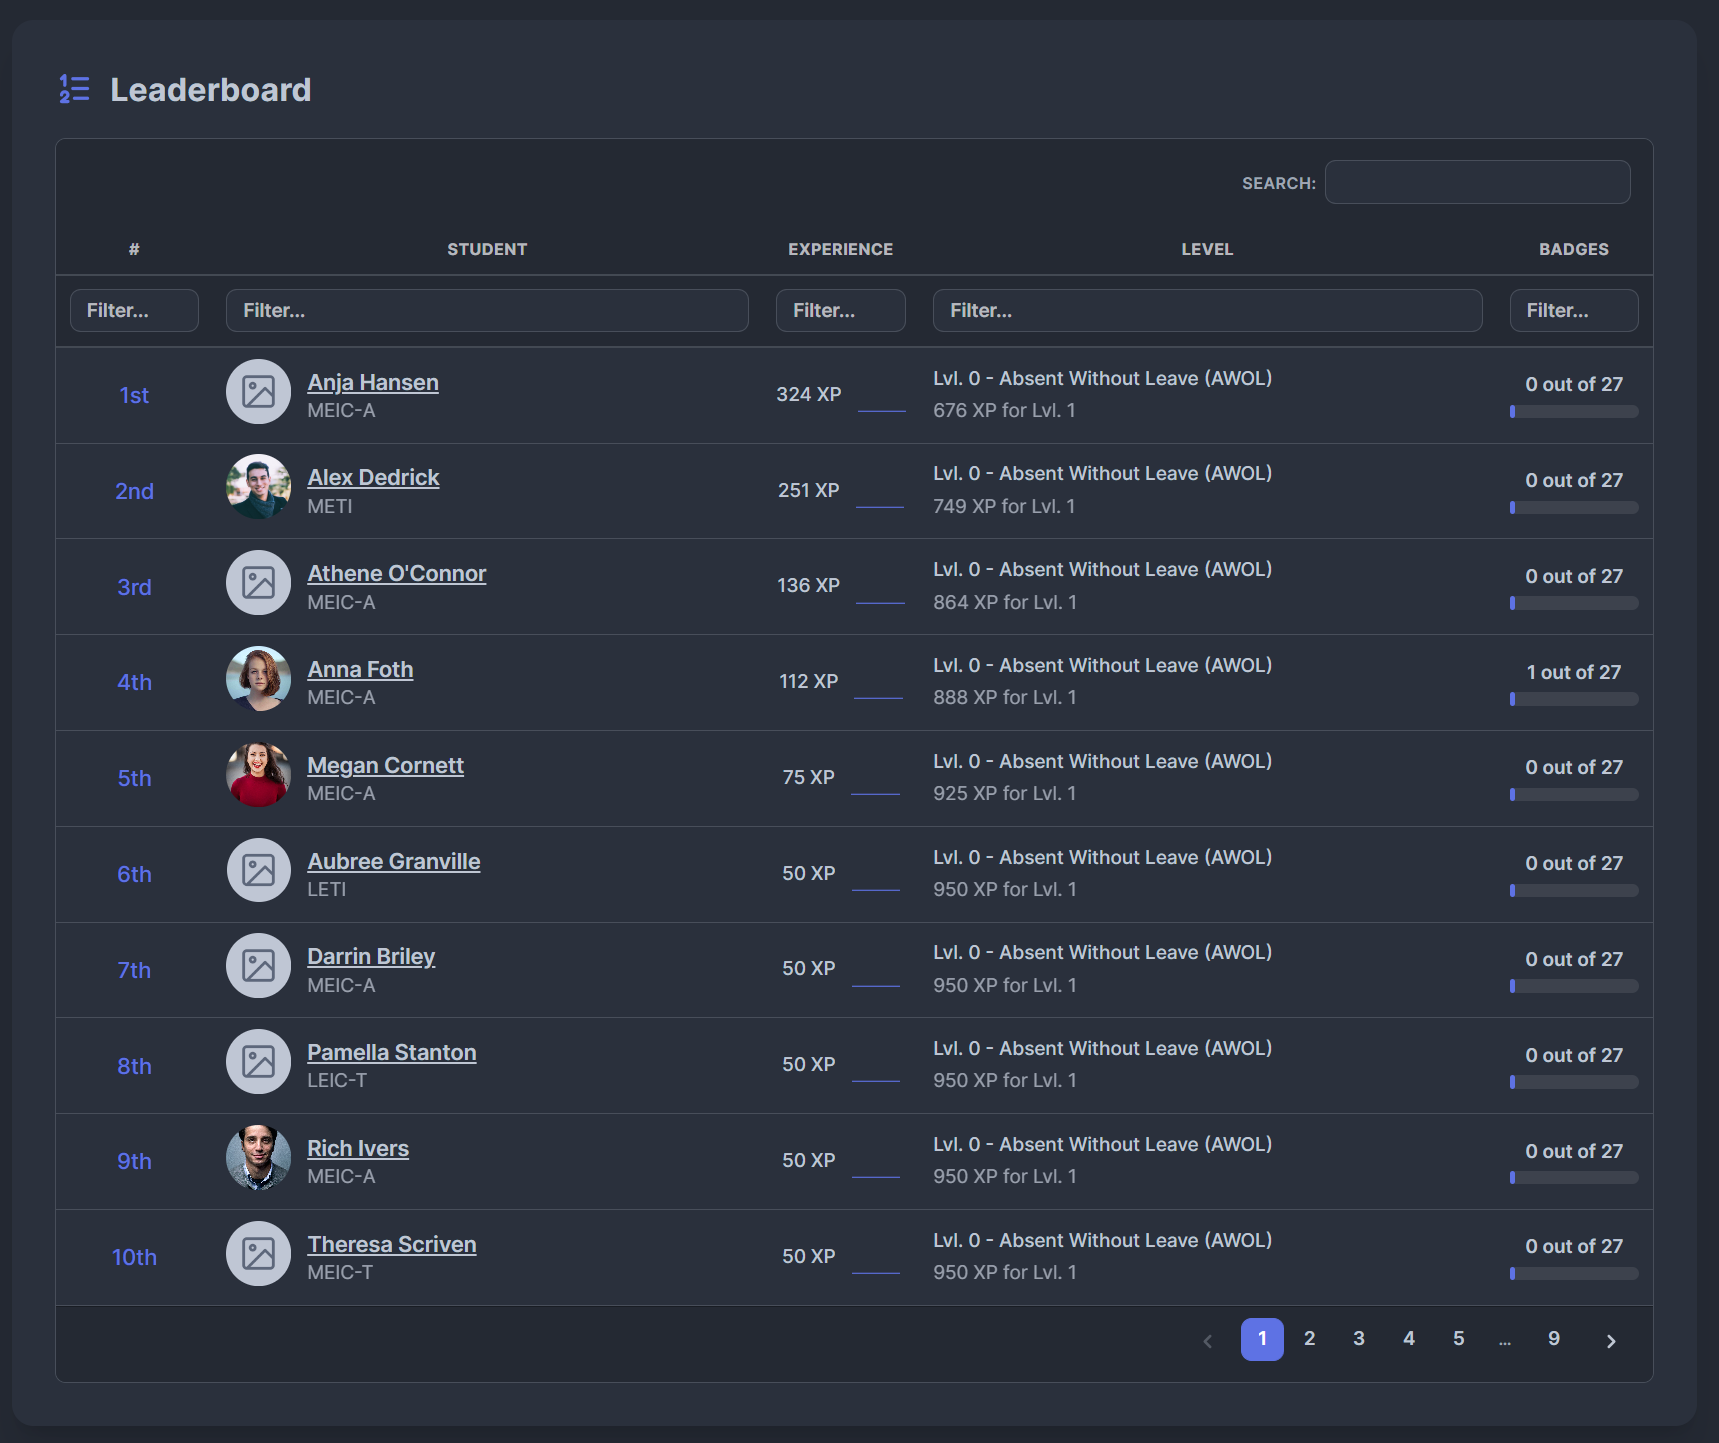 Leaderboard
SEARCH:
# STUDENT EXPERIENCE LEVEL BADGES
Filter... Filter... Filter... Filter... Filter...
1st Anja Hansen 324 XP Lvl. 0 - Absent Without Leave (AWOL) 0 out of 27
MEIC-A 676 XP for Lvl. 1
2nd Alex Dedrick 251 XP Lvl. 0 - Absent Without Leave (AWOL) 0 out of 27
METI 749 XP for Lvl. 1
3rd Athene O'Connor 136 XP Lvl. 0 - Absent Without Leave (AWOL) 0 out of 27
MEIC-A 864 XP for Lvl. 1
4th Anna Foth 112 XP Lvl. 0 - Absent Without Leave (AWOL) 1 out of 27
MEIC-A 888 XP for Lvl. 1
5th Megan Cornett 75 XP Lvl. 0 - Absent Without Leave (AWOL) 0 out of 27
MEIC-A 925 XP for Lvl. 1
6th Aubree Granville 50 XP Lvl. 0 - Absent Without Leave (AWOL) 0 out of 27
LETI 950 XP for Lvl. 1
7th Darrin Briley 50 XP Lvl. 0 - Absent Without Leave (AWOL) 0 out of 27
MEIC-A 950 XP for Lvl. 1
8th Pamella Stanton 50 XP Lvl. 0 - Absent Without Leave (AWOL) 0 out of 27
LEIC-T 950 XP for Lvl. 1
9th Rich Ivers 50 XP Lvl. 0 - Absent Without Leave (AWOL) 0 out of 27
MEIC-A 950 XP for Lvl. 1
10th Theresa Scriven 50 XP Lvl. 0 - Absent Without Leave (AWOL) 0 out of 27
MEIC-T 950 XP for Lvl. 1
1 2 3 4 5 ... 9